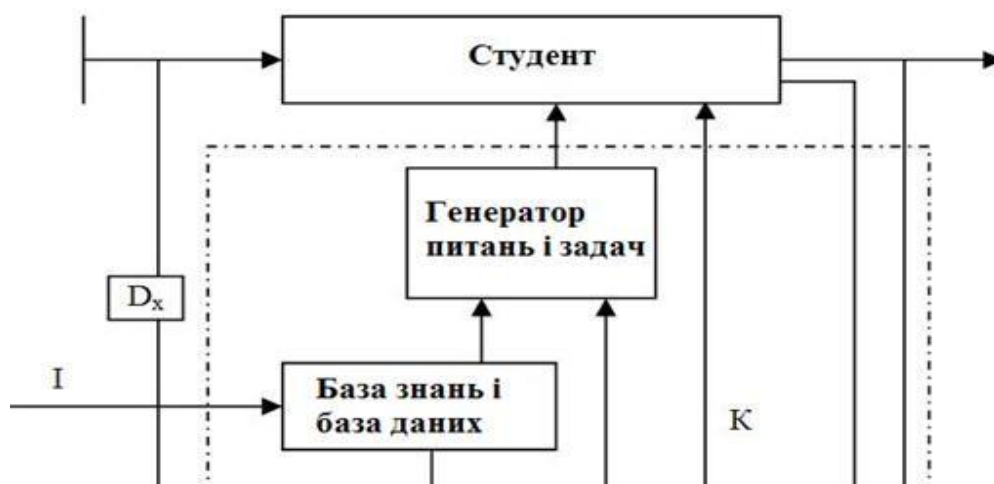 Студент
Генератор
питань і задач
Dx
I
База знань і
база даних
К